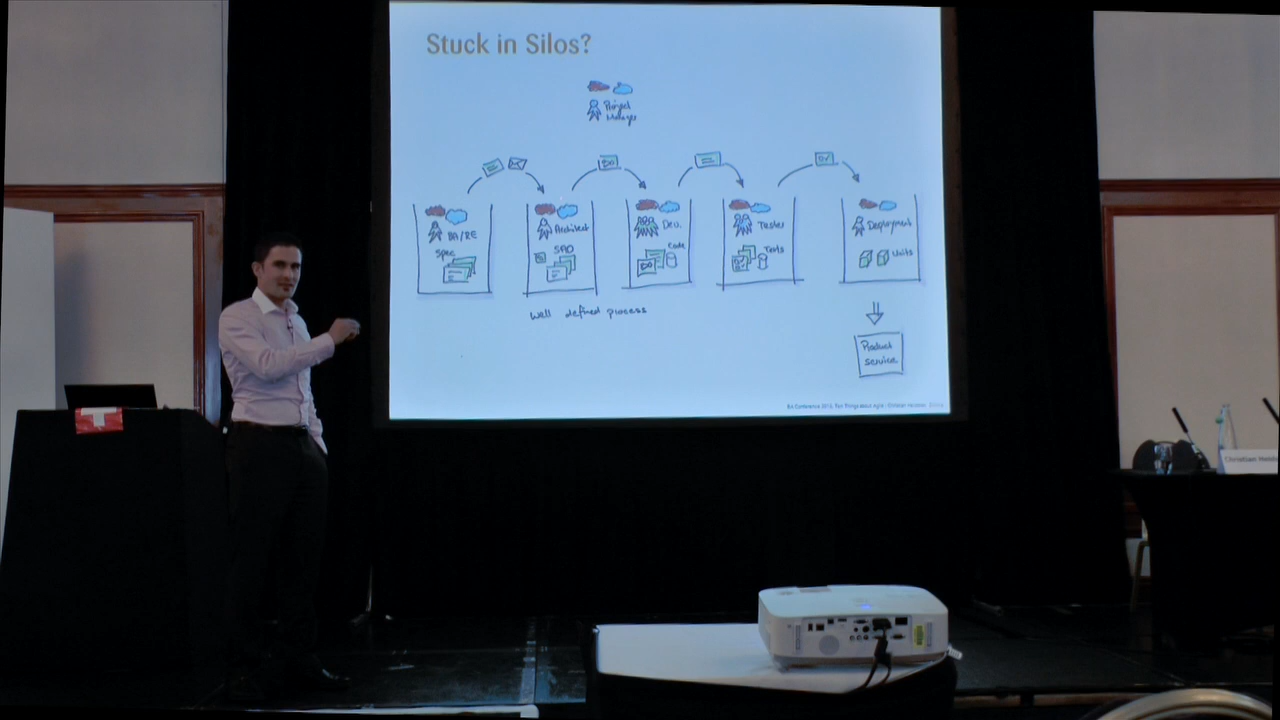 Stuck in Silos?
Project
Manager
BA/RE
Spec
Architect
SAD
Dev.
Code
Tester
Tests
Deployment
Units
Well defined process
Product
service
Christian